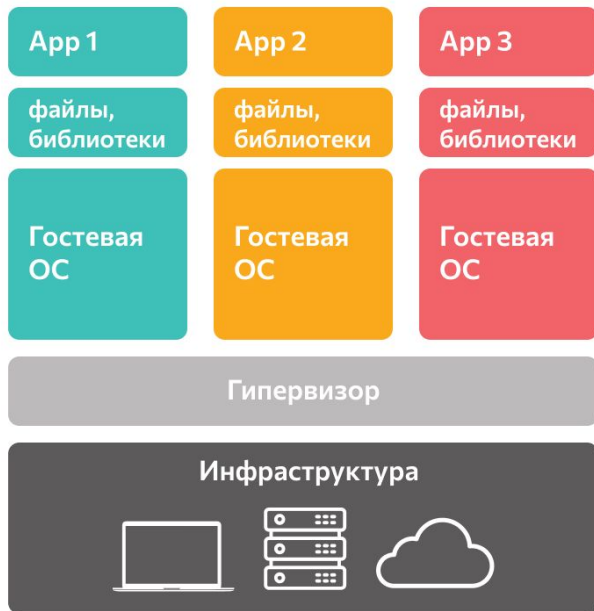 App 1
App 2
App 3
файлы,
библиотеки
файлы,
библиотеки
файлы,
библиотеки
Гостевая
ОС
Гостевая
ОС
Гостевая
ОС
Гипервизор
Инфраструктура